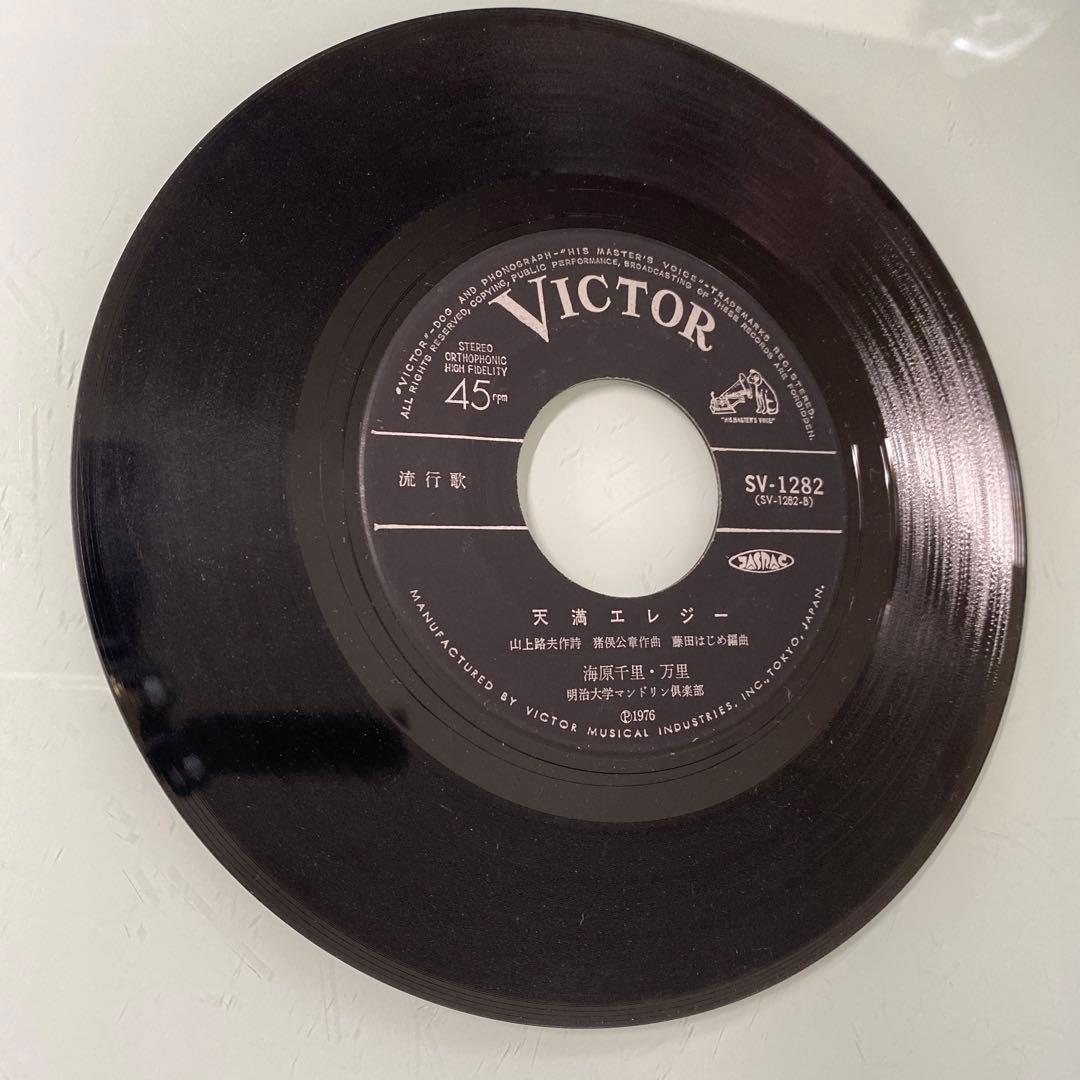 "VICTOR"-DOG AND PHONOGRAPH-"HIS MASTER'S VOICE"-TRADEMARKS REGISTERED.
ALL RIGHTS RESERVED, COPYING, PUBLIC PERFORMANCE, BROADCASTING OF THESE RECORDS ARE FORBIDDEN.
VICTOR
STEREO
ORTHOPHONIC
HIGH FIDELITY
45rpm
"HIS MASTER'S VOICE"
流行歌
SV-1282
(SV-1282-B)
JASRAC
天満エレジー
山上路夫作詩 猪俣公章作曲 藤田はじめ編曲
海原千里・万里
明治大学マンドリン倶楽部
Ⓟ1976
MANUFACTURED BY VICTOR MUSICAL INDUSTRIES, INC., TOKYO, JAPAN.